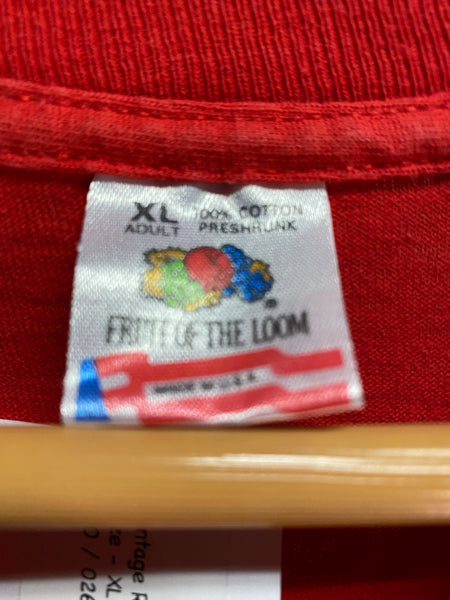 XL 100% COTTON
ADULT PRESHRUNK
FRUIT OF THE LOOM
®
MADE IN U.S.A.
ntage R
e - XL
/ 026